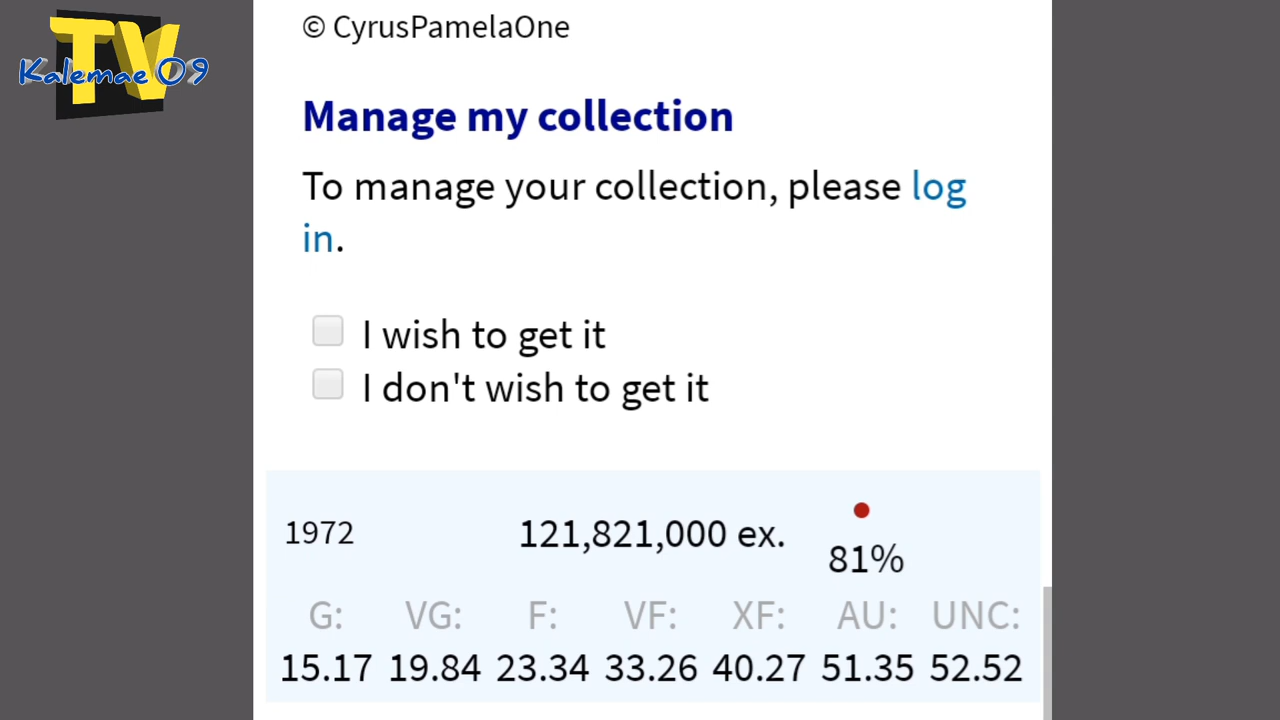 TV
Kalemae 09
© CyrusPamelaOne
Manage my collection
To manage your collection, please log
in.
I wish to get it
I don't wish to get it
1972 121,821,000 ex. 81%
G: VG: F: VF: XF: AU: UNC:
15.17 19.84 23.34 33.26 40.27 51.35 52.52